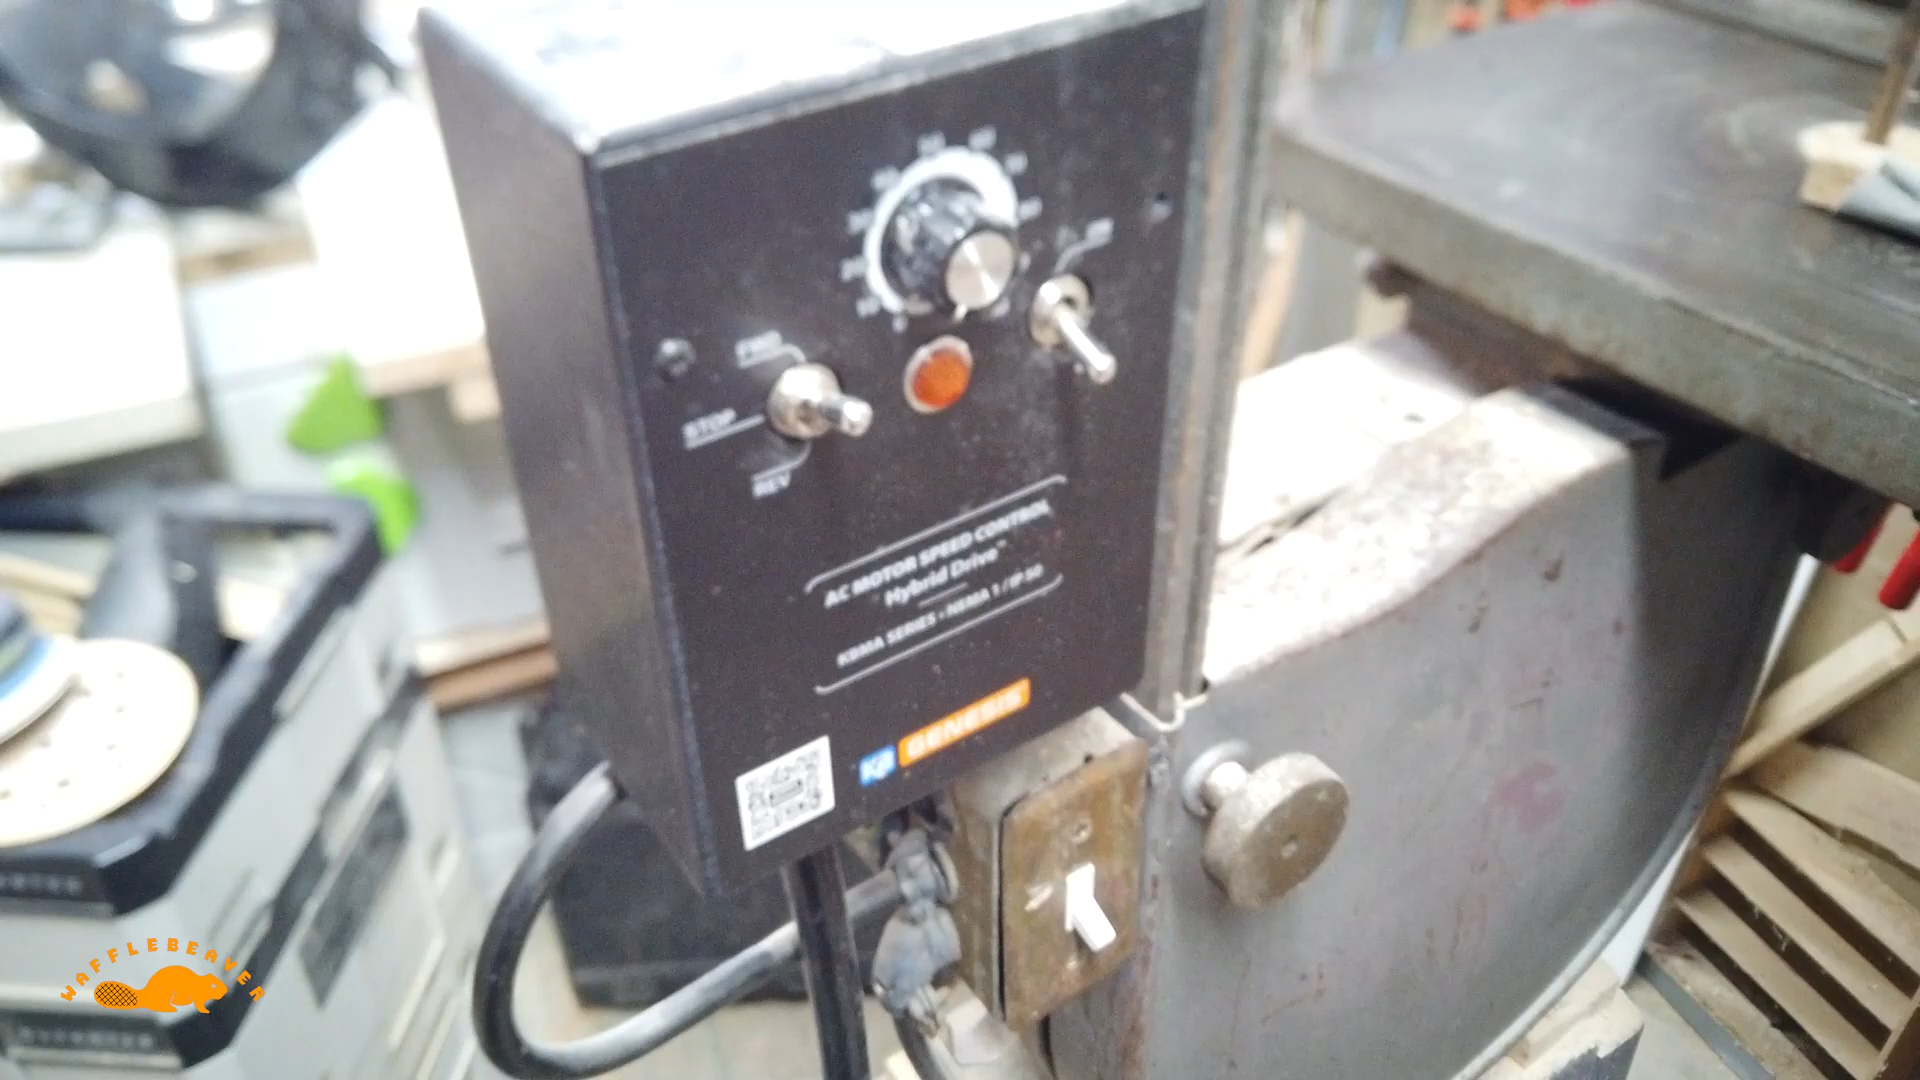 FWD
STOP
REV
AC MOTOR SPEED CONTROL
Hybrid Drive™
KBMA SERIES • NEMA 1 / IP 50
KB GENESIS
WAFFLEBEAVER